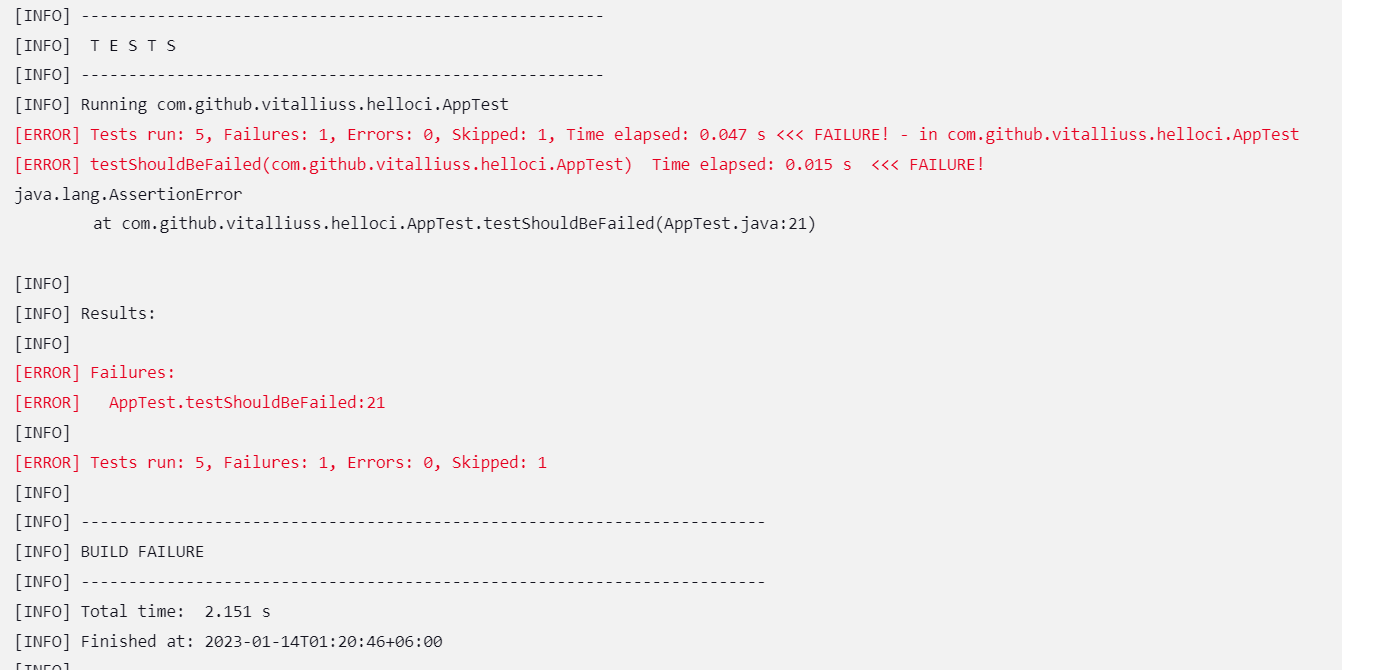 [INFO] -------------------------------------------------------
[INFO]  T E S T S
[INFO] -------------------------------------------------------
[INFO] Running com.github.vitalliuss.helloci.AppTest
[ERROR] Tests run: 5, Failures: 1, Errors: 0, Skipped: 1, Time elapsed: 0.047 s <<< FAILURE! - in com.github.vitalliuss.helloci.AppTest
[ERROR] testShouldBeFailed(com.github.vitalliuss.helloci.AppTest)  Time elapsed: 0.015 s  <<< FAILURE!
java.lang.AssertionError
        at com.github.vitalliuss.helloci.AppTest.testShouldBeFailed(AppTest.java:21)
[INFO]
[INFO] Results:
[INFO]
[ERROR] Failures:
[ERROR]   AppTest.testShouldBeFailed:21
[INFO]
[ERROR] Tests run: 5, Failures: 1, Errors: 0, Skipped: 1
[INFO]
[INFO] ------------------------------------------------------------------------
[INFO] BUILD FAILURE
[INFO] ------------------------------------------------------------------------
[INFO] Total time:  2.151 s
[INFO] Finished at: 2023-01-14T01:20:46+06:00
[INFO]